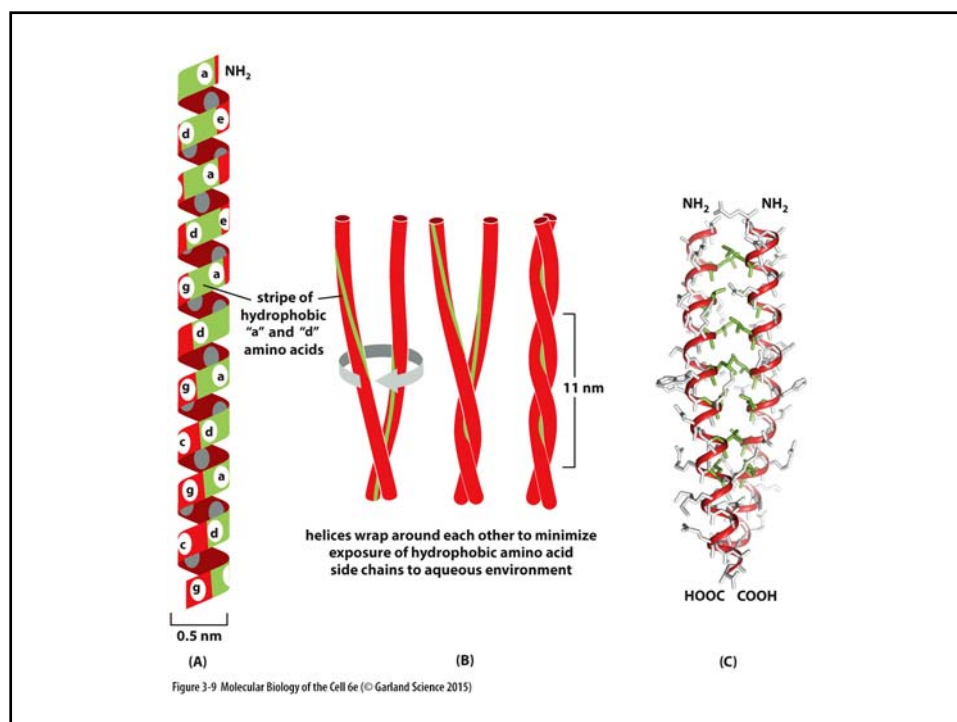 a
NH2
e
d
a
e
d
a
g
d
a
g
d
c
a
g
d
c
g
0.5 nm
(A)
stripe of
hydrophobic
“a” and “d”
amino acids
11 nm
helices wrap around each other to minimize
exposure of hydrophobic amino acid
side chains to aqueous environment
(B)
NH2 NH2
HOOC COOH
(C)
Figure 3-9 Molecular Biology of the Cell 6e (© Garland Science 2015)